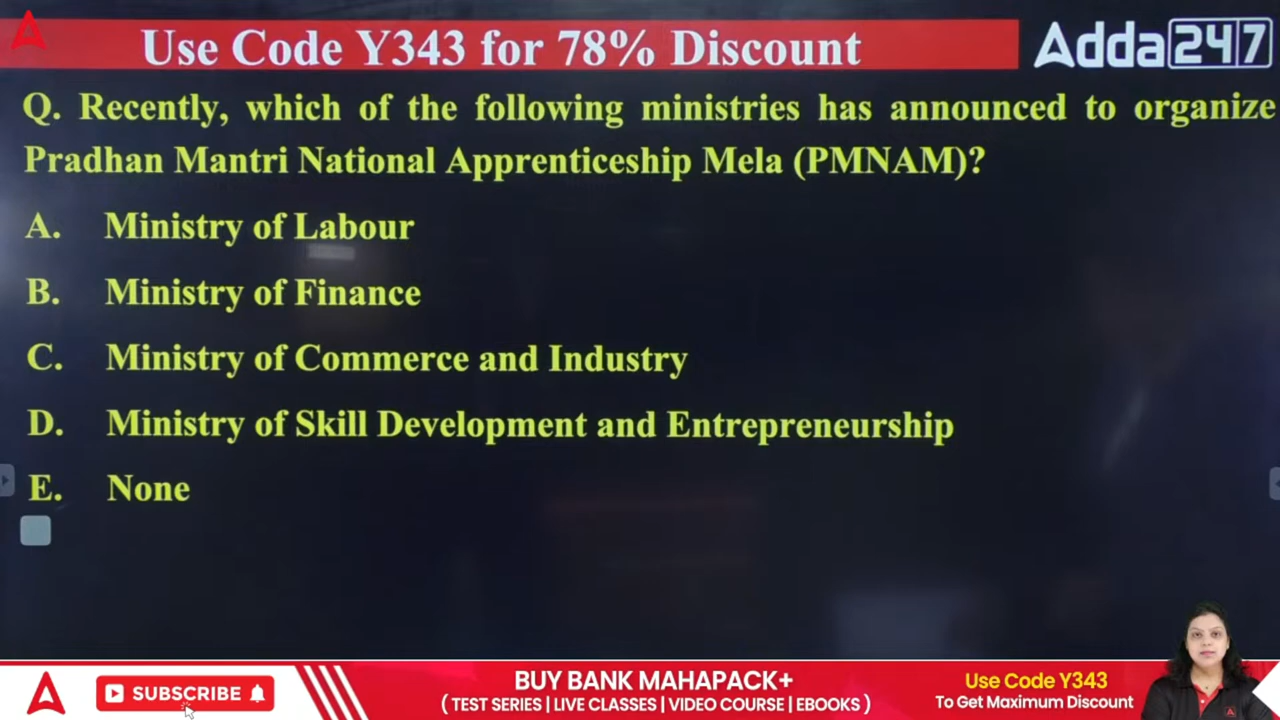 Use Code Y343 for 78% Discount
Adda247
Q. Recently, which of the following ministries has announced to organize
Pradhan Mantri National Apprenticeship Mela (PMNAM)?
A. Ministry of Labour
B. Ministry of Finance
C. Ministry of Commerce and Industry
D. Ministry of Skill Development and Entrepreneurship
E. None
SUBSCRIBE
BUY BANK MAHAPACK+
( TEST SERIES | LIVE CLASSES | VIDEO COURSE | EBOOKS )
Use Code Y343
To Get Maximum Discount